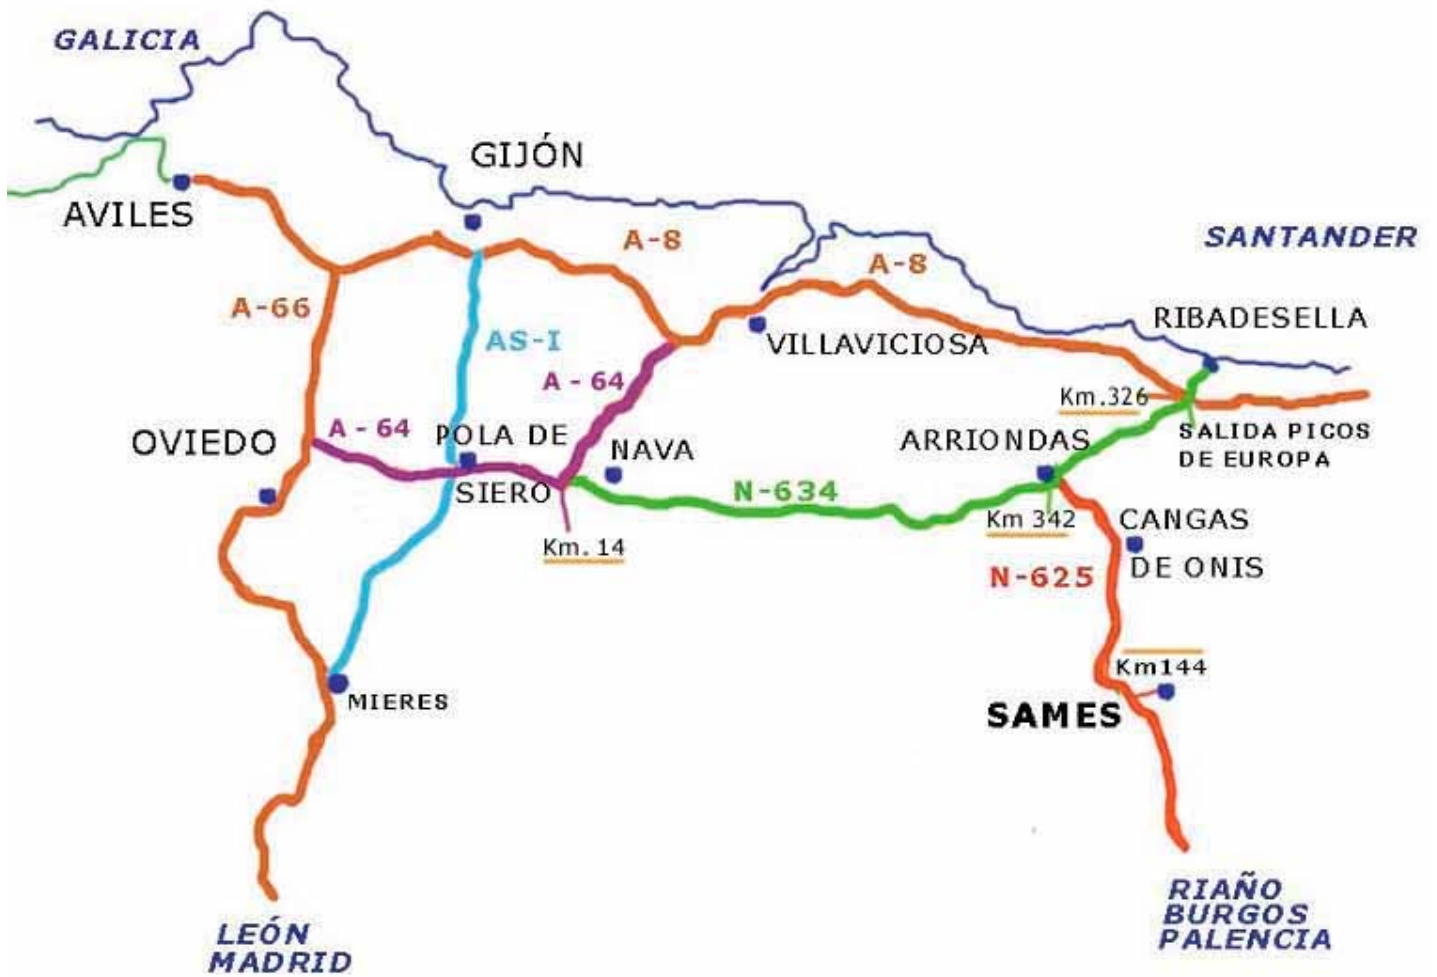 GALICIA
GIJÓN
AVILES
A-8
SANTANDER
A-8
A-66
RIBADESELLA
AS-I
VILLAVICIOSA
A - 64
Km.326
A - 64
POLA DE
OVIEDO
NAVA
ARRIONDAS
SALIDA PICOS
DE EUROPA
SIERO
N-634
Km. 14
Km 342
CANGAS
DE ONIS
N-625
Km144
MIERES
SAMES
RIAÑO
BURGOS
PALENCIA
LEÓN
MADRID